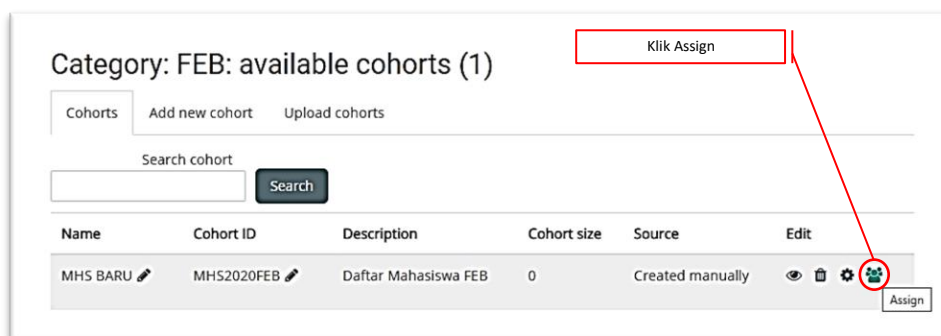 Klik Assign
Category: FEB: available cohorts (1)
Cohorts Add new cohort Upload cohorts
Search cohort
Search
Name Cohort ID Description Cohort size Source Edit
MHS BARU MHS2020FEB Daftar Mahasiswa FEB 0 Created manually
Assign